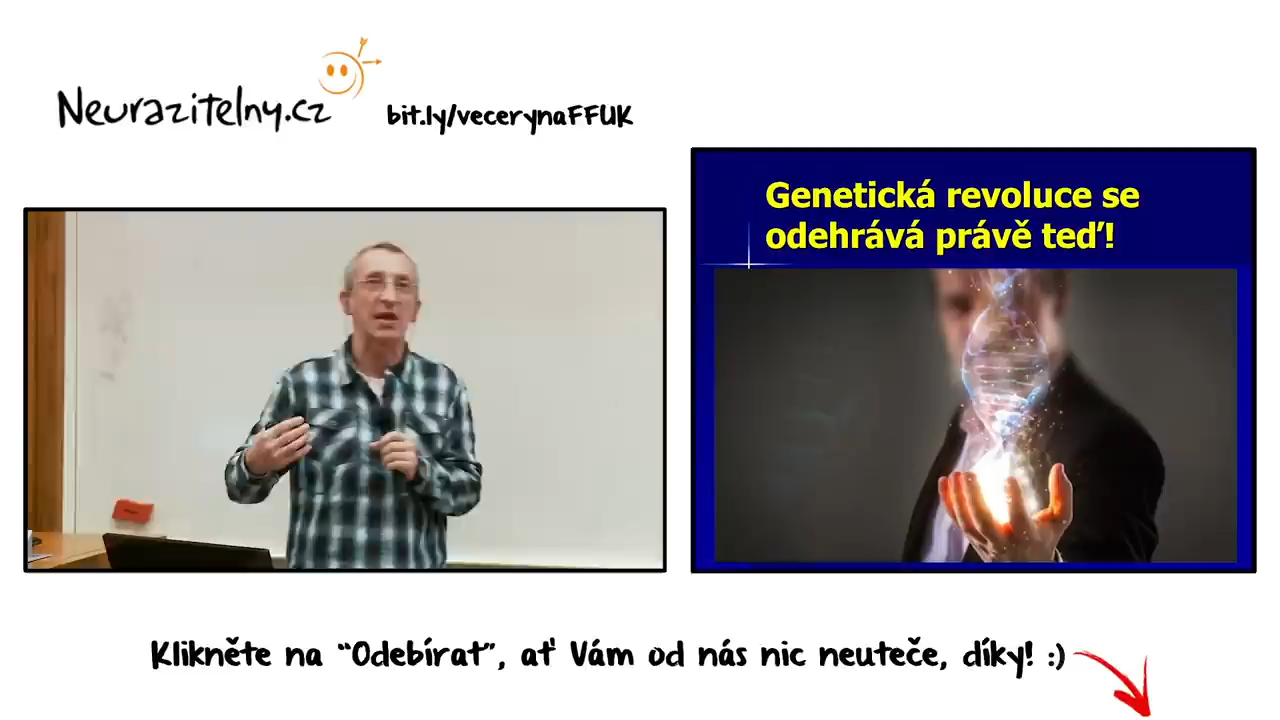 Neurazitelny.cz
bit.ly/vecerynaFFUK
Genetická revoluce se
odehrává právě teď!
Klikněte na “Odebírat”, ať Vám od nás nic neuteče, díky! :)